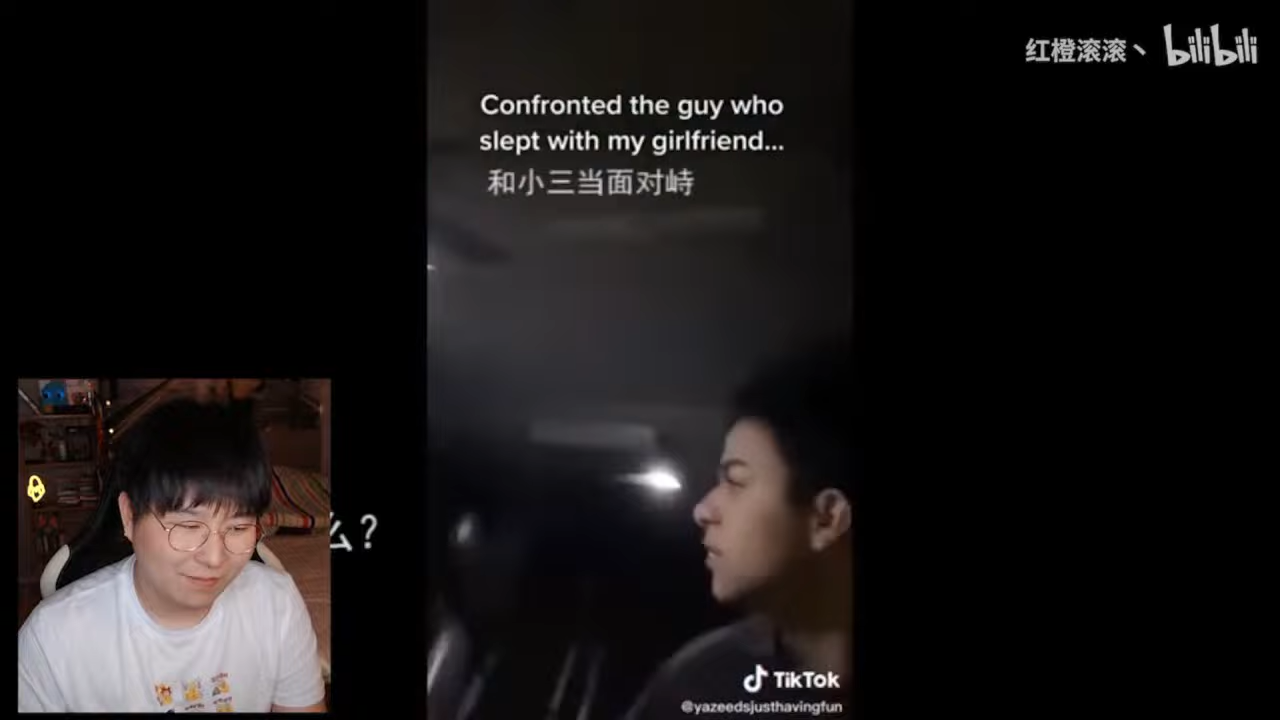 红橙滚滚丶 bilibili
Confronted the guy who
slept with my girlfriend...
和小三当面对峙
么？
TikTok
@yazeedsjusthavingfun